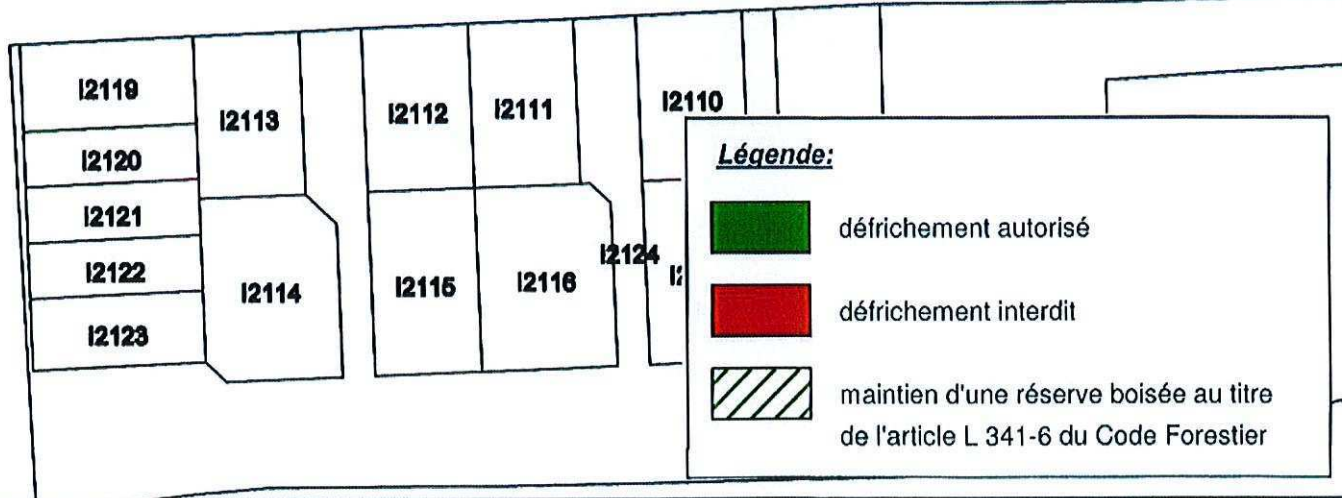 I2119
I2120
I2121
I2122
I2123
I2113
I2114
I2112
I2111
I2115
I2116
I2124
I2110
Légende:
défrichement autorisé
défrichement interdit
maintien d'une réserve boisée au titre
de l'article L 341-6 du Code Forestier